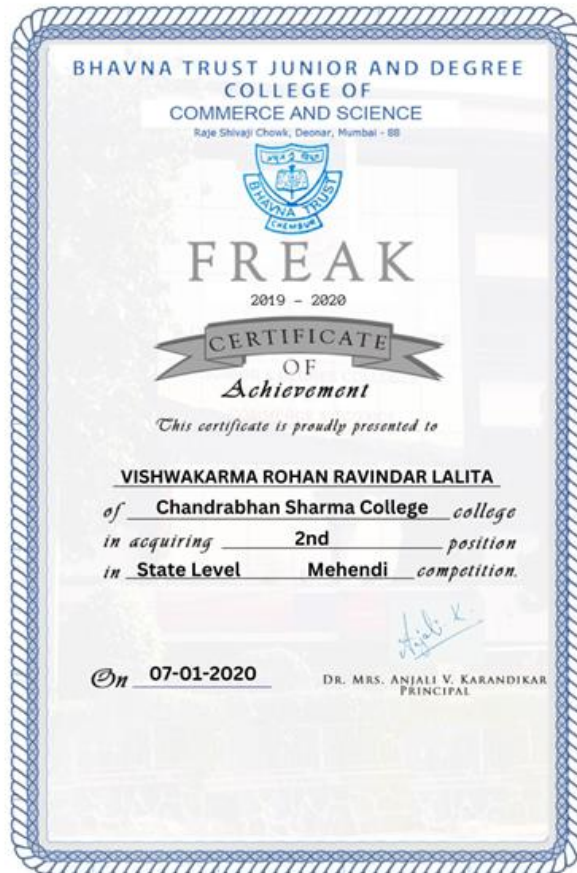 BHAVNA TRUST JUNIOR AND DEGREE
COLLEGE OF
COMMERCE AND SCIENCE
Raje Shivaji Chowk, Deonar, Mumbai - 88
BHAVNA TRUST
CHEMBUR
FREAK
2019 - 2020
CERTIFICATE
OF
Achievement
This certificate is proudly presented to
VISHWAKARMA ROHAN RAVINDAR LALITA
of Chandrabhan Sharma College college
in acquiring 2nd position
in State Level Mehendi competition.
Anjali K.
On 07-01-2020
DR. MRS. ANJALI V. KARANDIKAR
PRINCIPAL